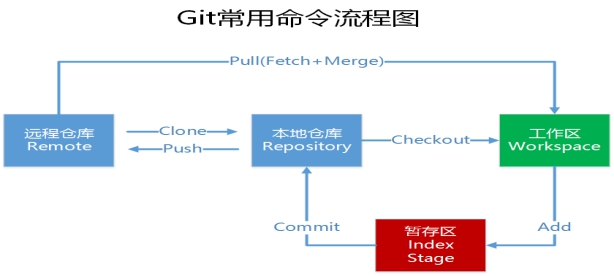 Git常用命令流程图
Pull(Fetch+Merge)
远程仓库
Remote
Clone
Push
本地仓库
Repository
Checkout
工作区
Workspace
Commit
暂存区
Index
Stage
Add